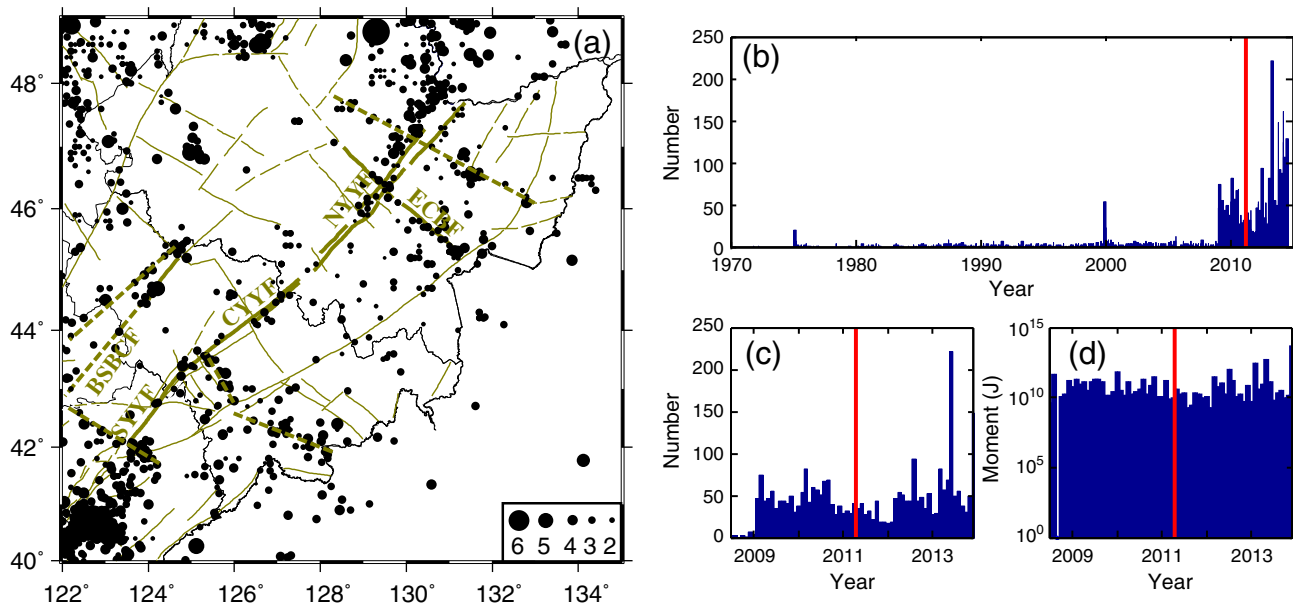 (a)
48°
46°
44°
42°
40°
122° 124° 126° 128° 130° 132° 134°
NYYF
ECDF
CYYF
BSBCF
SYYF
6 5 4 3 2
(b)
250
200
150
100
50
0
Number
1970 1980 1990 2000 2010
Year
(c)
250
200
150
100
50
0
Number
2009 2011 2013
Year
(d)
10^15
10^10
10^5
10^0
Moment (J)
2009 2011 2013
Year